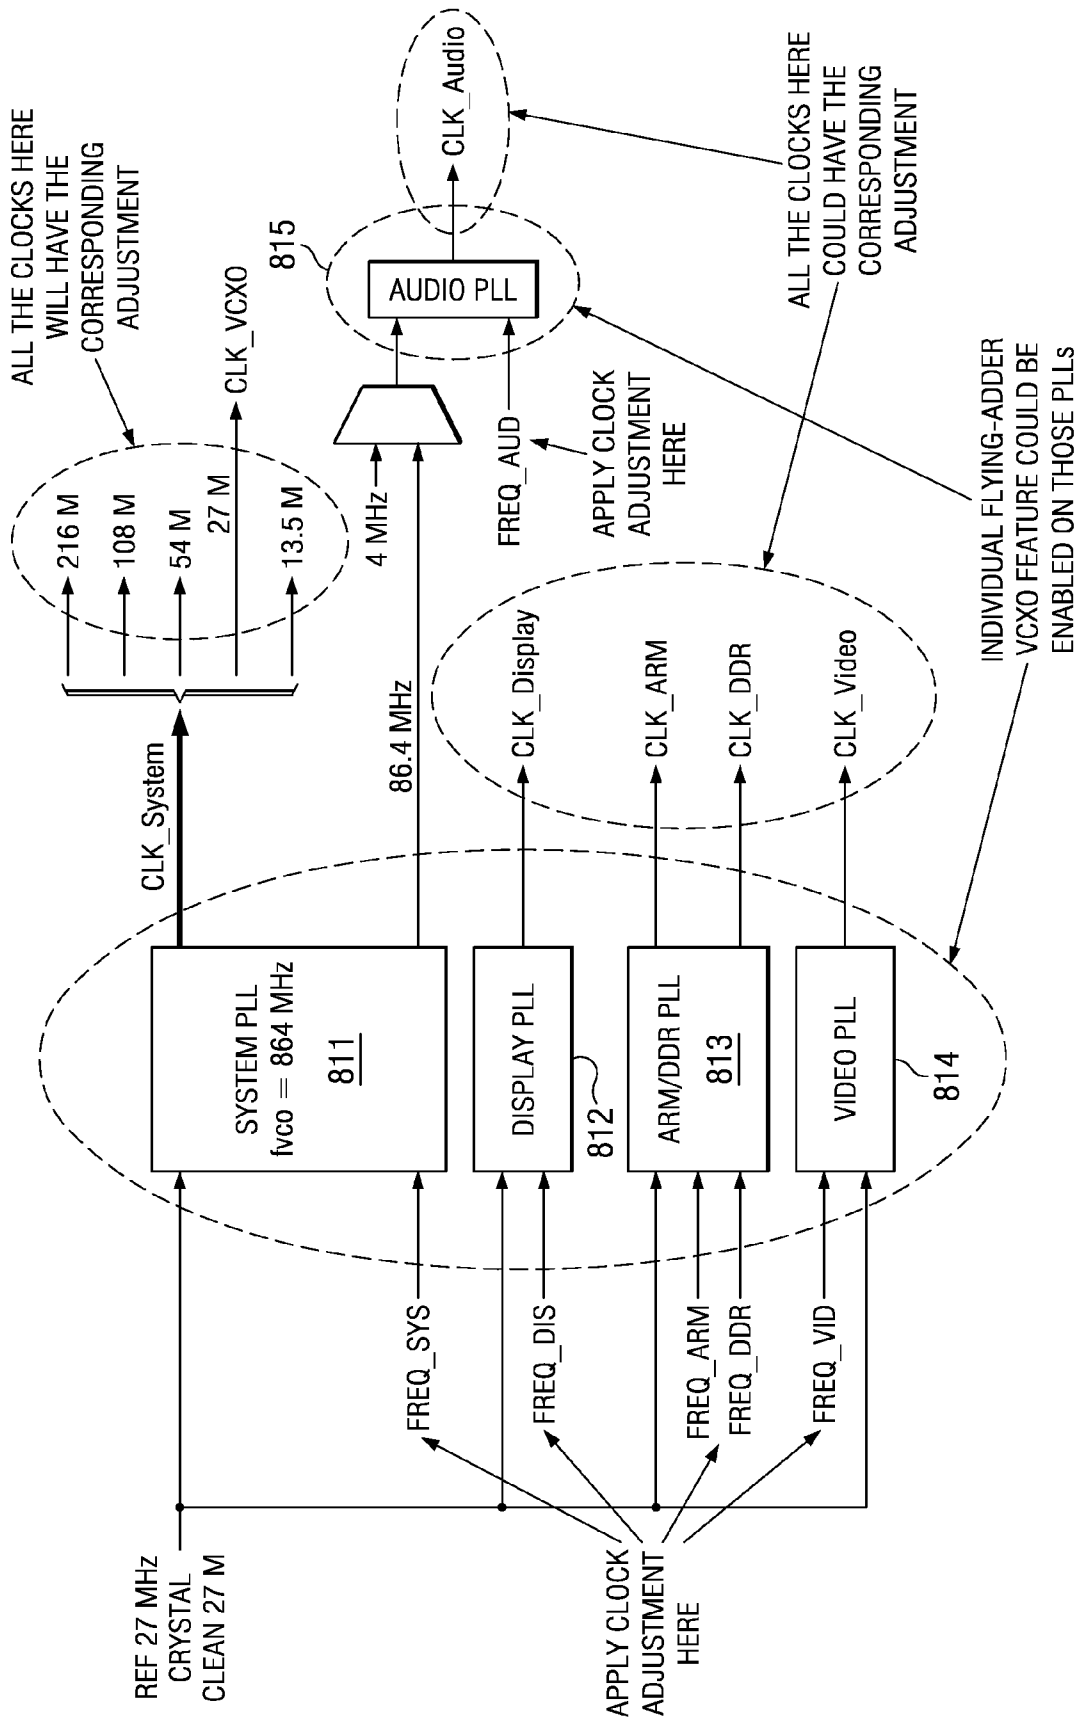 REF 27 MHz
CRYSTAL
CLEAN 27 M
APPLY CLOCK
ADJUSTMENT
HERE
FREQ_SYS
FREQ_DIS
FREQ_ARM
FREQ_DDR
FREQ_VID
SYSTEM PLL
fvco = 864 MHz
811
DISPLAY PLL
812
ARM/DDR PLL
813
VIDEO PLL
814
CLK_System
86.4 MHz
216 M
108 M
54 M
27 M
CLK_VCXO
13.5 M
ALL THE CLOCKS HERE
WILL HAVE THE
CORRESPONDING
ADJUSTMENT
CLK_Display
CLK_ARM
CLK_DDR
CLK_Video
4 MHz
FREQ_AUD
APPLY CLOCK
ADJUSTMENT
HERE
815
AUDIO PLL
CLK_Audio
ALL THE CLOCKS HERE
COULD HAVE THE
CORRESPONDING
ADJUSTMENT
INDIVIDUAL FLYING-ADDER
VCXO FEATURE COULD BE
ENABLED ON THOSE PLLs